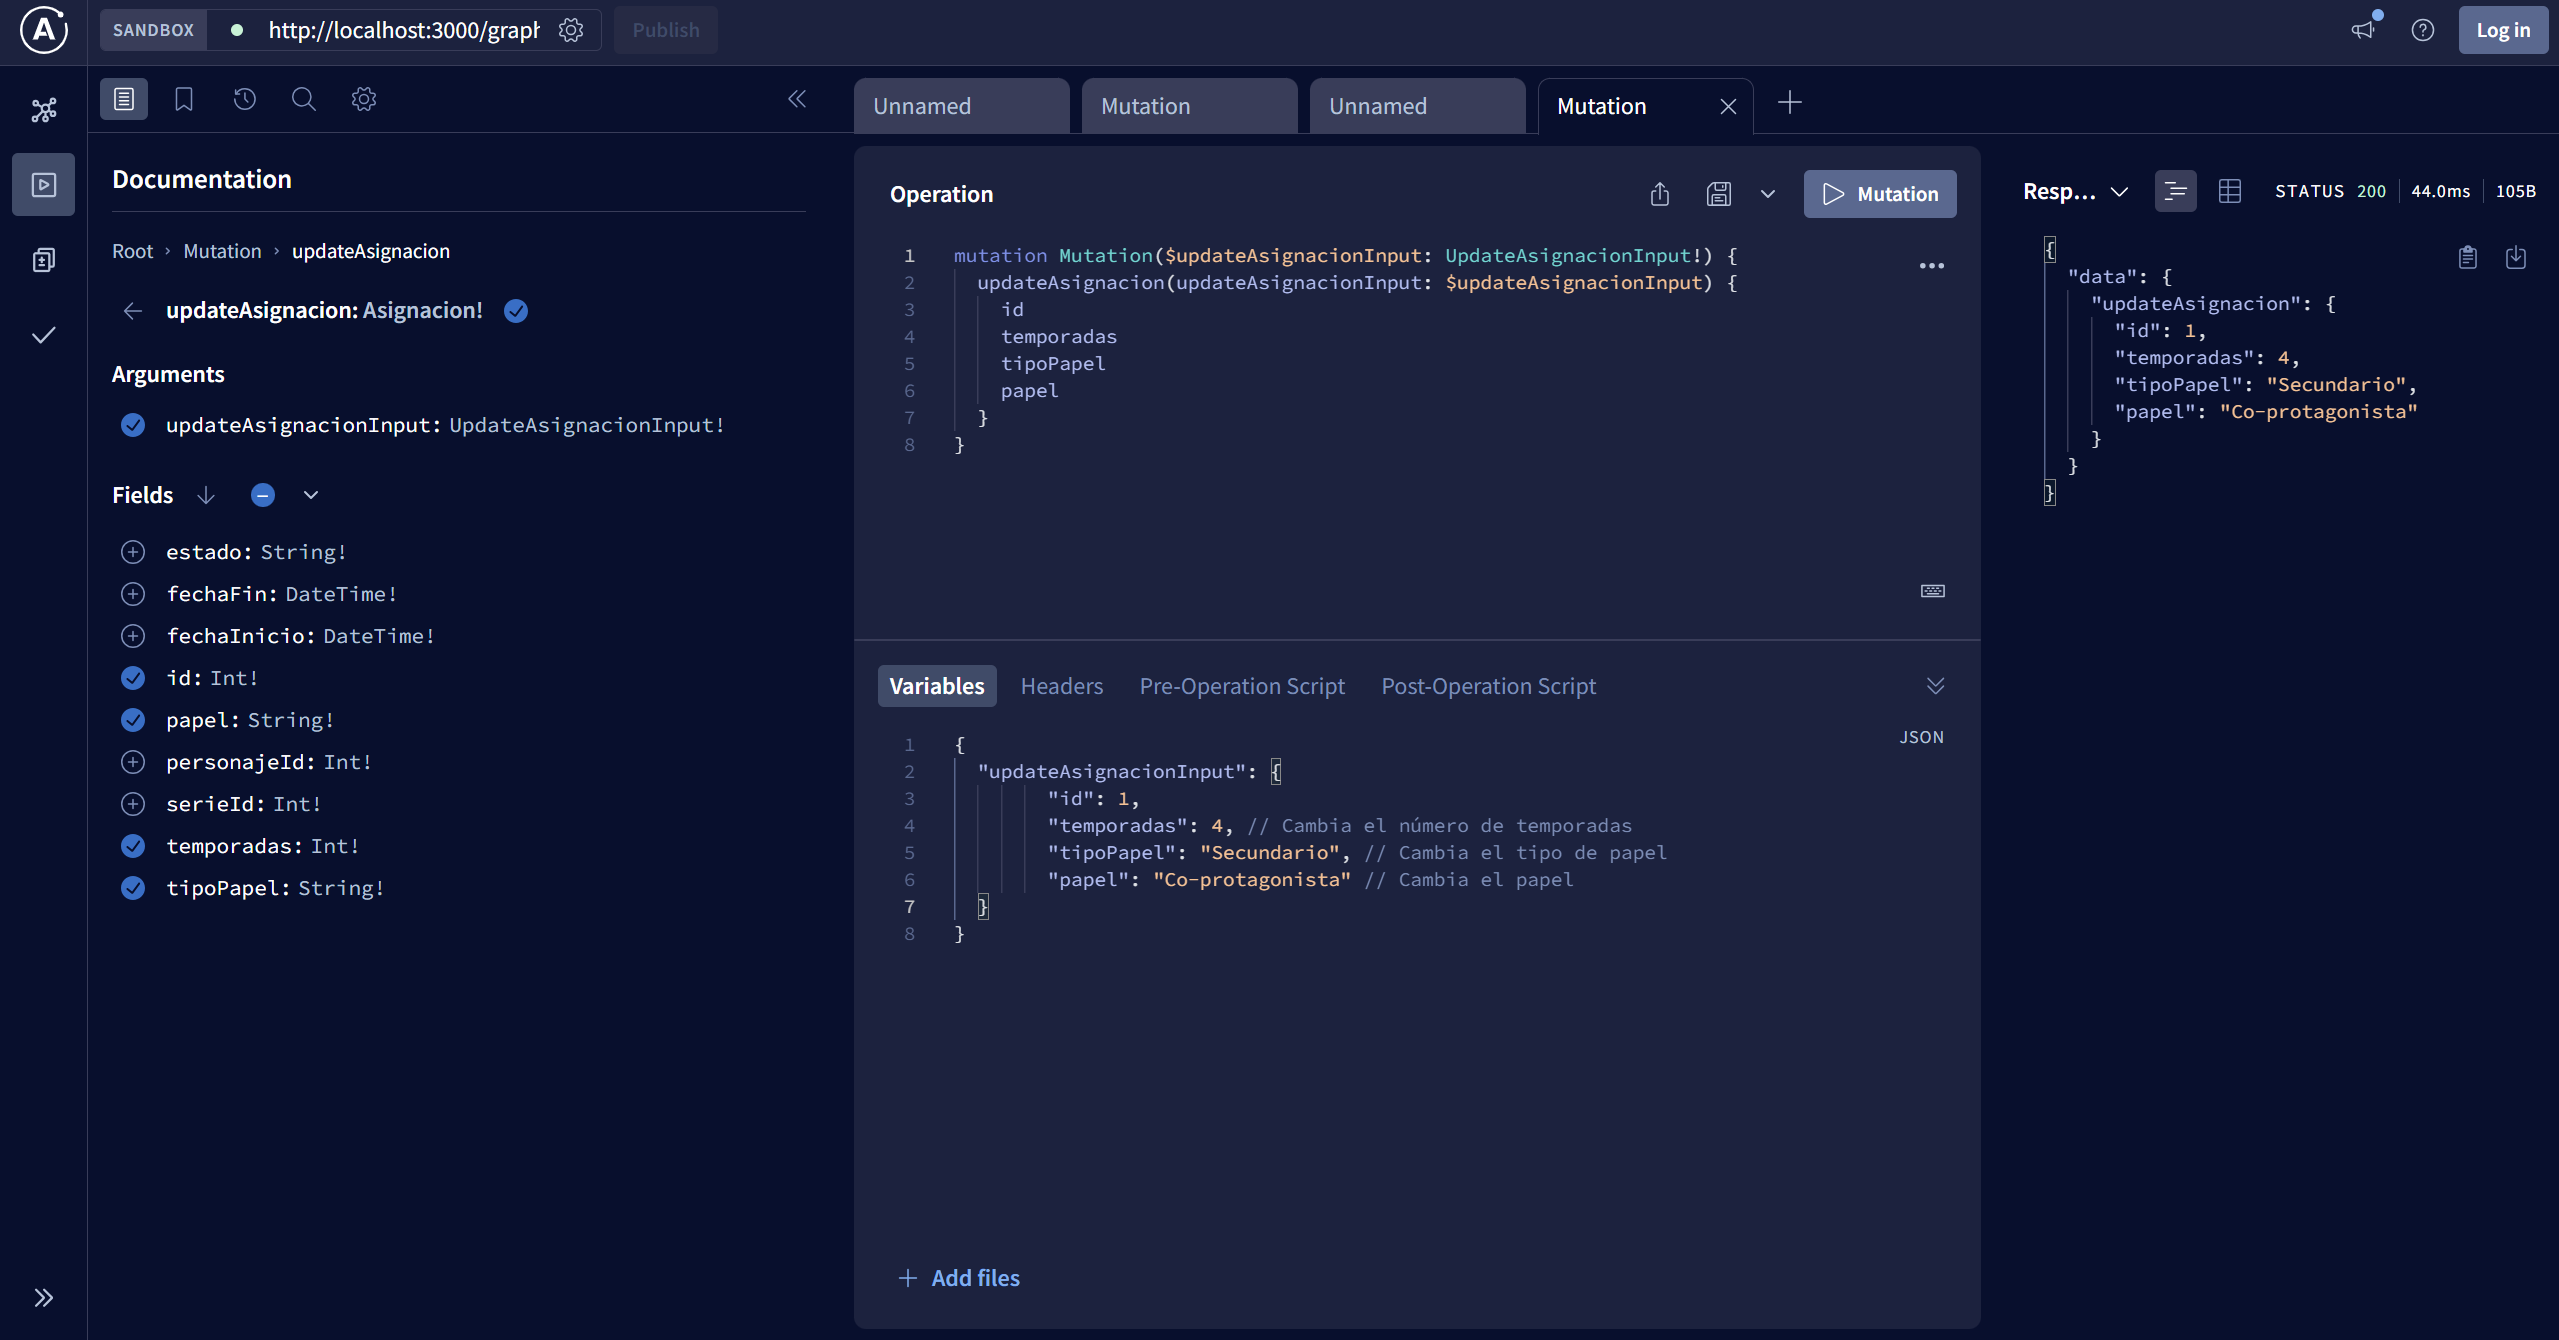 SANDBOX
http://localhost:3000/graph
Publish
Log in
Unnamed
Mutation
Unnamed
Mutation
Documentation
Root › Mutation › updateAsignacion
updateAsignacion: Asignacion!
Arguments
updateAsignacionInput: UpdateAsignacionInput!
Fields
estado: String!
fechaFin: DateTime!
fechaInicio: DateTime!
id: Int!
papel: String!
personajeId: Int!
serieId: Int!
temporadas: Int!
tipoPapel: String!
Operation
Mutation
1 mutation Mutation($updateAsignacionInput: UpdateAsignacionInput!) {
2 updateAsignacion(updateAsignacionInput: $updateAsignacionInput) {
3 id
4 temporadas
5 tipoPapel
6 papel
7 }
8 }
Variables
Headers
Pre-Operation Script
Post-Operation Script
JSON
1 {
2 "updateAsignacionInput": {
3 "id": 1,
4 "temporadas": 4, // Cambia el número de temporadas
5 "tipoPapel": "Secundario", // Cambia el tipo de papel
6 "papel": "Co-protagonista" // Cambia el papel
7 }
8 }
+ Add files
Resp...
STATUS 200
44.0ms
105B
{
"data": {
"updateAsignacion": {
"id": 1,
"temporadas": 4,
"tipoPapel": "Secundario",
"papel": "Co-protagonista"
}
}
}